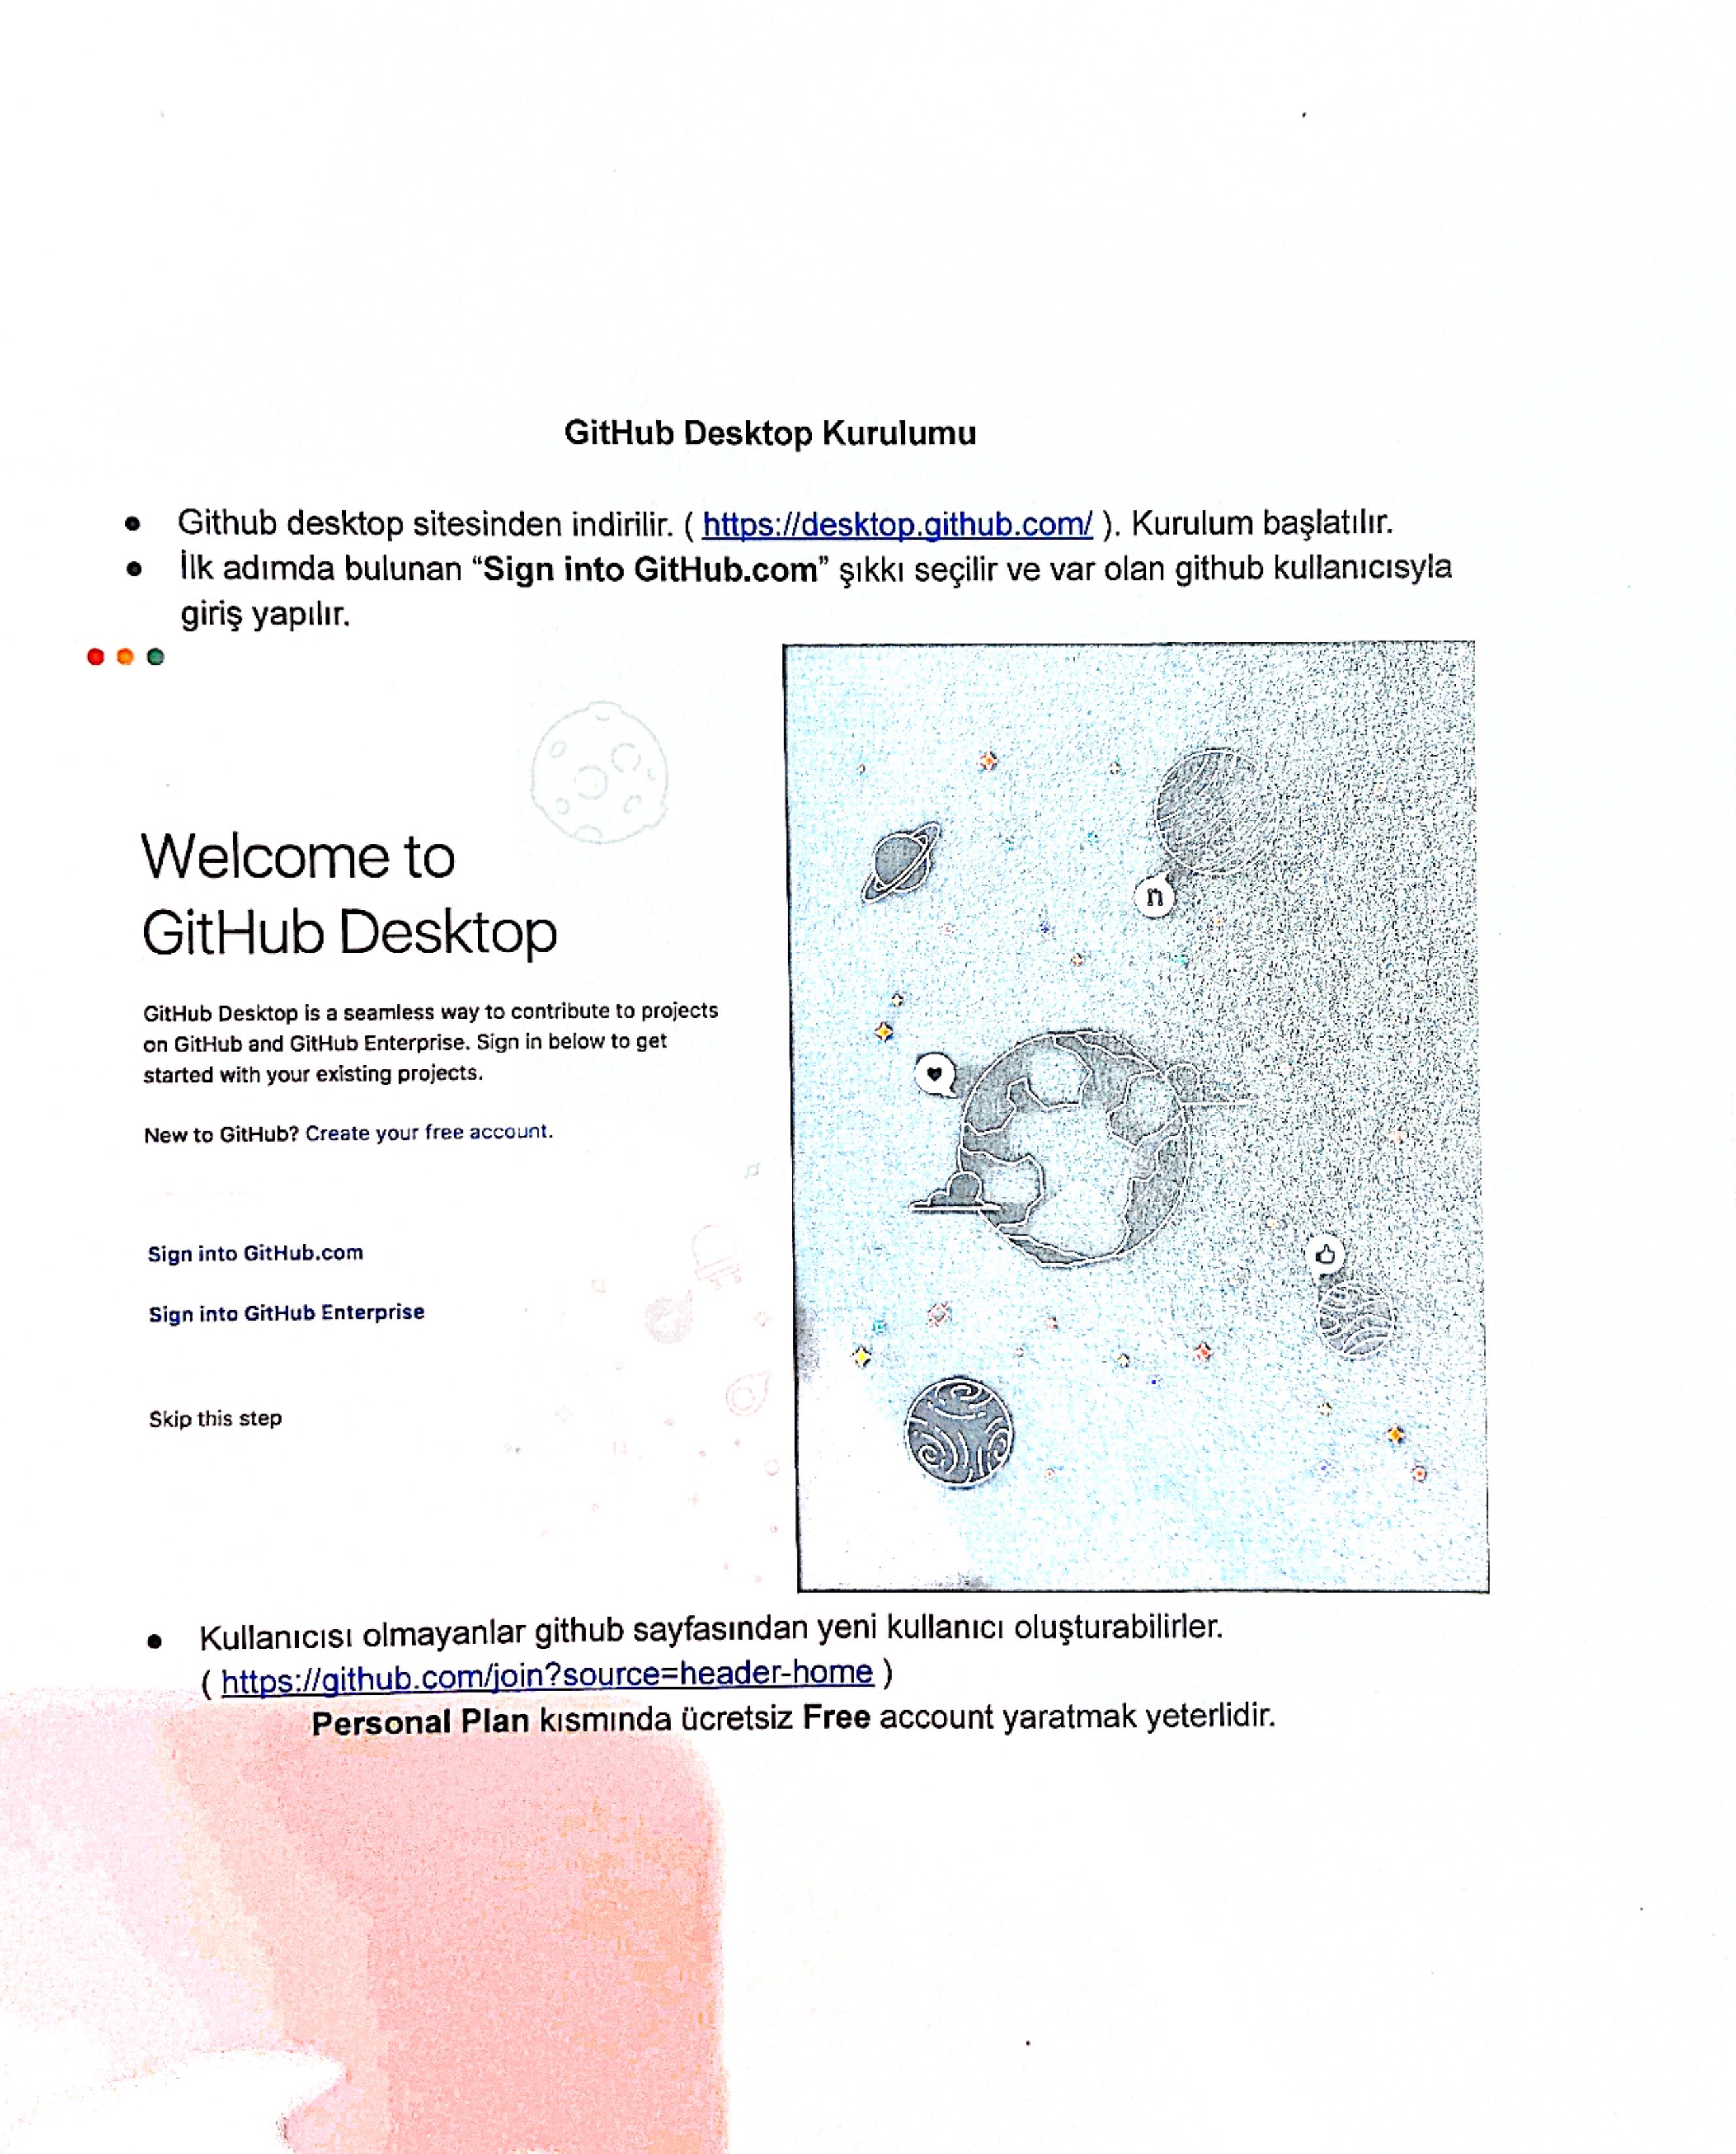 GitHub Desktop Kurulumu
● Github desktop sitesinden indirilir. ( https://desktop.github.com/ ). Kurulum başlatılır.
● İlk adımda bulunan “Sign into GitHub.com” şıkkı seçilir ve var olan github kullanıcısyla
giriş yapılır.
Welcome to
GitHub Desktop
GitHub Desktop is a seamless way to contribute to projects
on GitHub and GitHub Enterprise. Sign in below to get
started with your existing projects.
New to GitHub? Create your free account.
Sign into GitHub.com
Sign into GitHub Enterprise
Skip this step
● Kullanıcısı olmayanlar github sayfasından yeni kullanıcı oluşturabilirler.
( https://github.com/join?source=header-home )
Personal Plan kısmında ücretsiz Free account yaratmak yeterlidir.